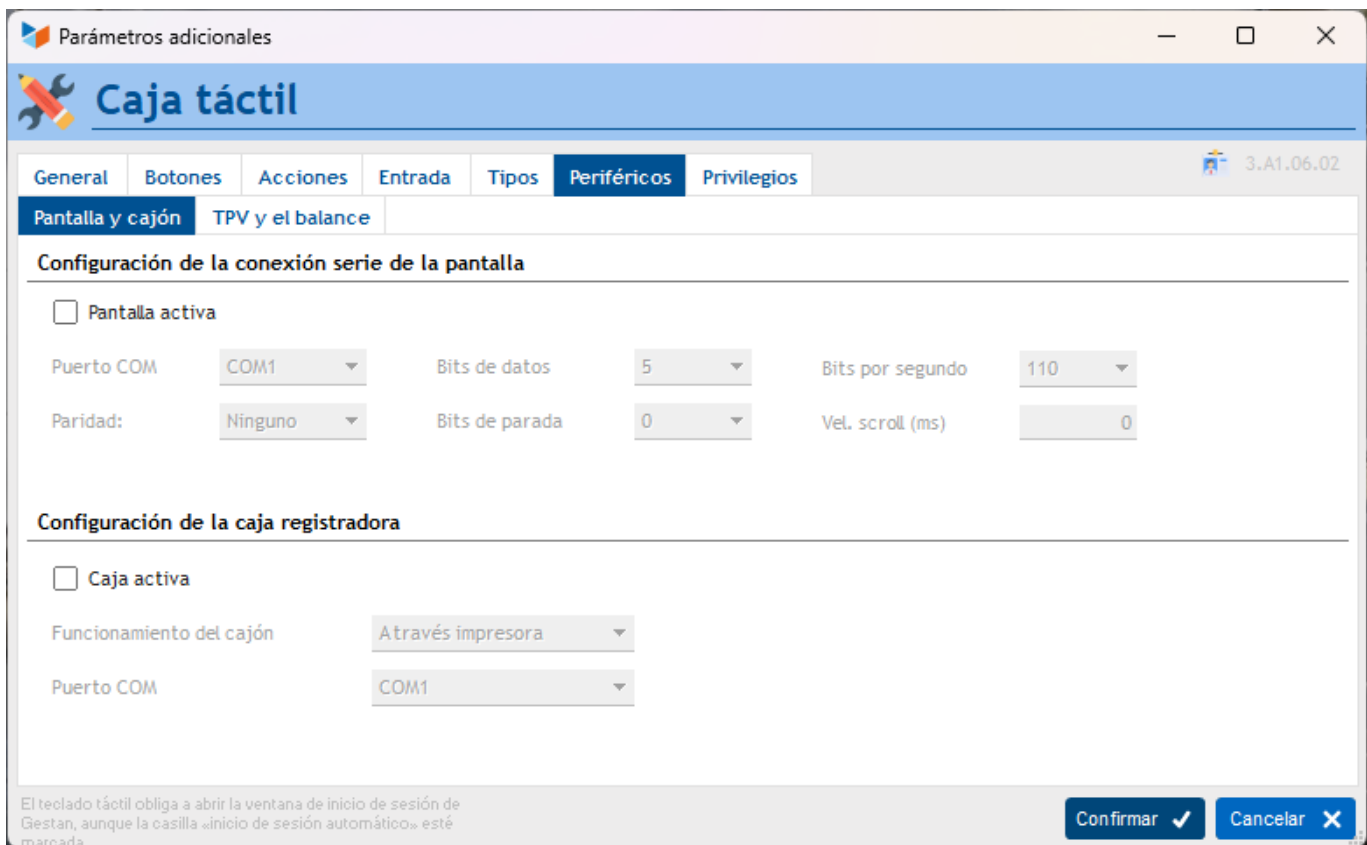 Parámetros adicionales
Caja táctil
General Botones Acciones Entrada Tipos Periféricos Privilegios 3.A1.06.02
Pantalla y cajón TPV y el balance
Configuración de la conexión serie de la pantalla
Pantalla activa
Puerto COM COM1 Bits de datos 5 Bits por segundo 110
Paridad: Ninguno Bits de parada 0 Vel. scroll (ms) 0
Configuración de la caja registradora
Caja activa
Funcionamiento del cajón Através impresora
Puerto COM COM1
El teclado táctil obliga a abrir la ventana de inicio de sesión de
Gestan, aunque la casilla «inicio de sesión automático» esté
marcada
Confirmar Cancelar